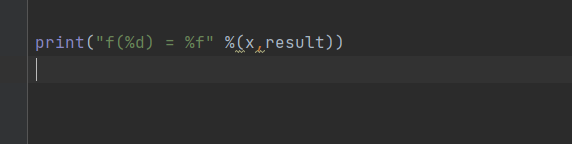 print("f(%d) = %f" %(x,result))